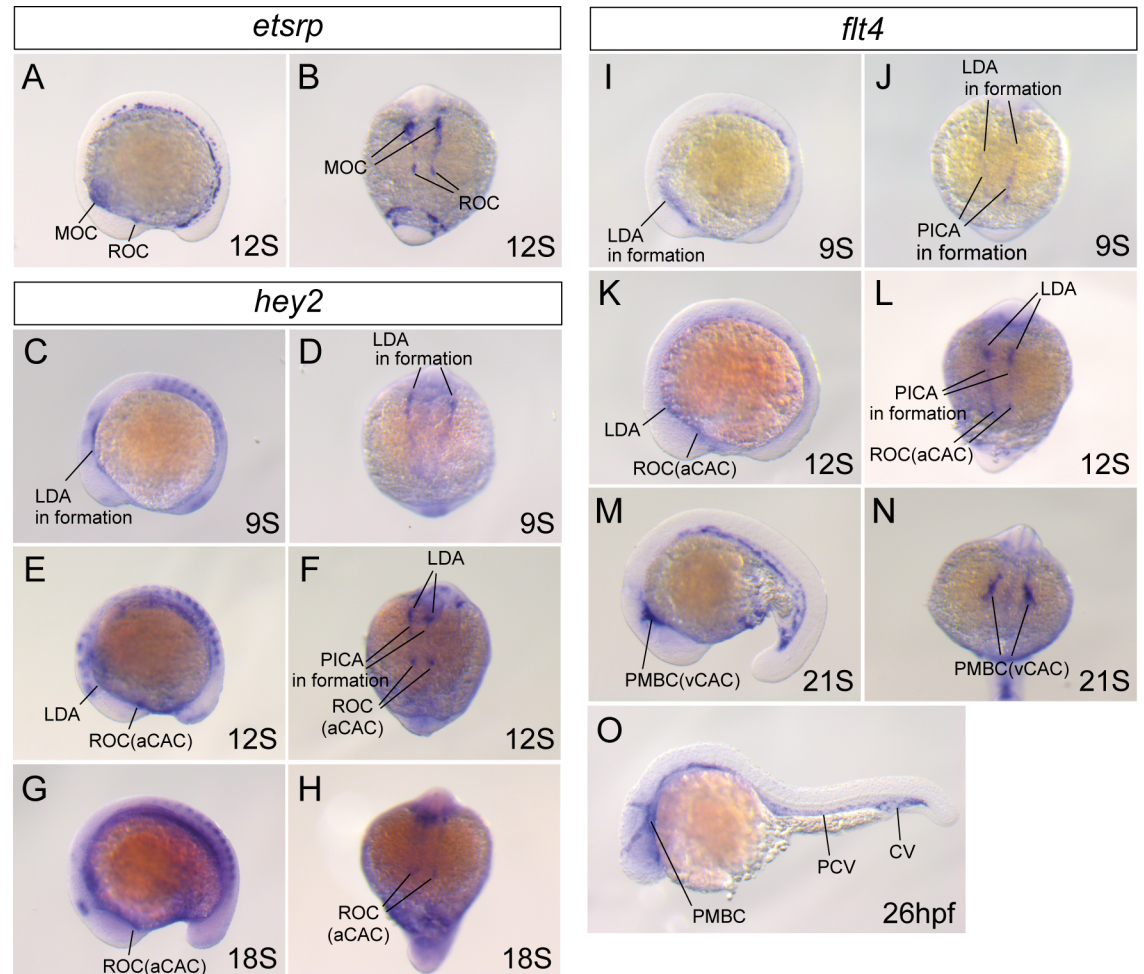 etsrp
A
MOC
ROC
12S
B
MOC
ROC
12S
hey2
C
LDA
in formation
9S
D
LDA
in formation
9S
E
LDA
ROC(aCAC)
12S
F
LDA
PICA
in formation
ROC
(aCAC)
12S
G
ROC(aCAC)
18S
H
ROC
(aCAC)
18S
flt4
I
LDA
in formation
9S
J
LDA
in formation
PICA
in formation
9S
K
LDA
ROC(aCAC)
12S
L
LDA
PICA
in formation
ROC(aCAC)
12S
M
PMBC(vCAC)
21S
N
PMBC(vCAC)
21S
O
PMBC
PCV
CV
26hpf